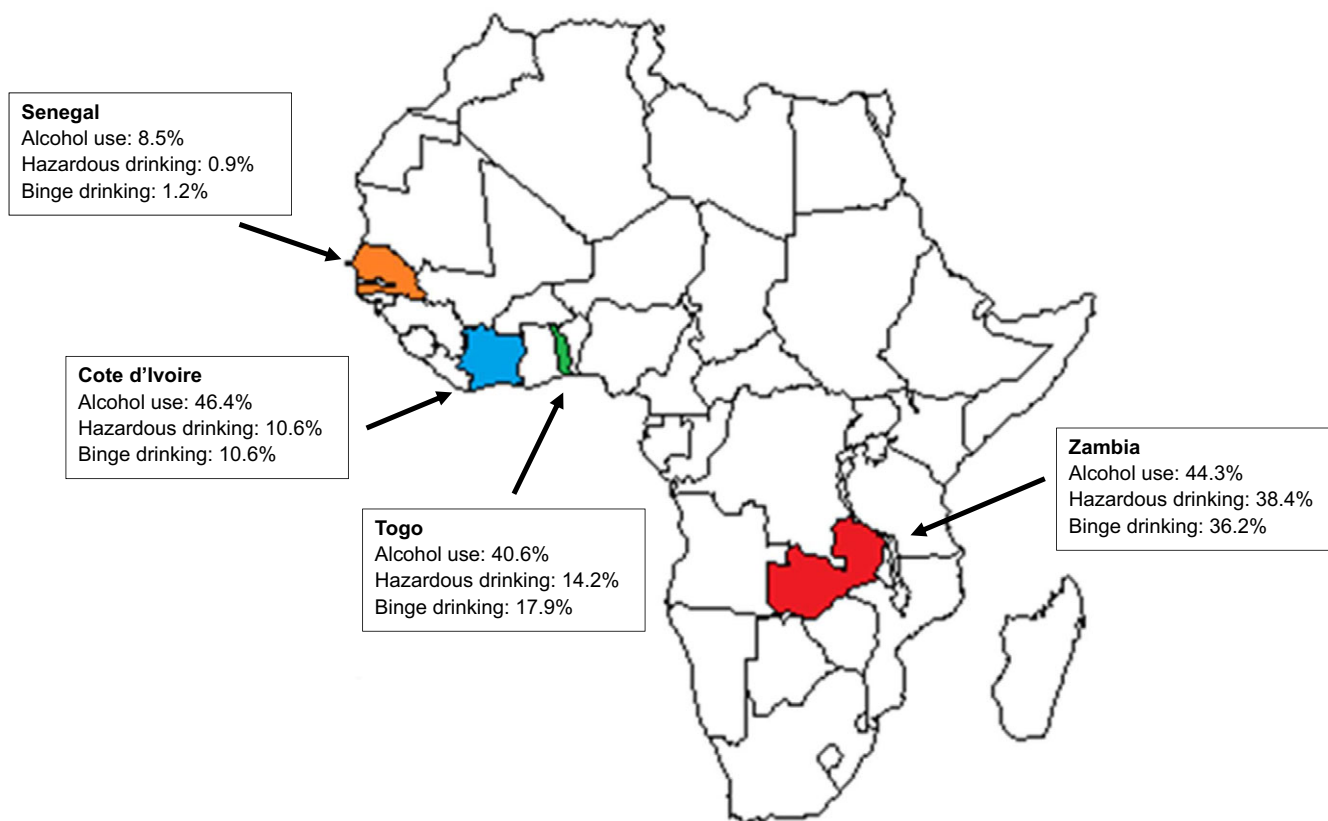 Senegal
Alcohol use: 8.5%
Hazardous drinking: 0.9%
Binge drinking: 1.2%
Cote d’Ivoire
Alcohol use: 46.4%
Hazardous drinking: 10.6%
Binge drinking: 10.6%
Togo
Alcohol use: 40.6%
Hazardous drinking: 14.2%
Binge drinking: 17.9%
Zambia
Alcohol use: 44.3%
Hazardous drinking: 38.4%
Binge drinking: 36.2%